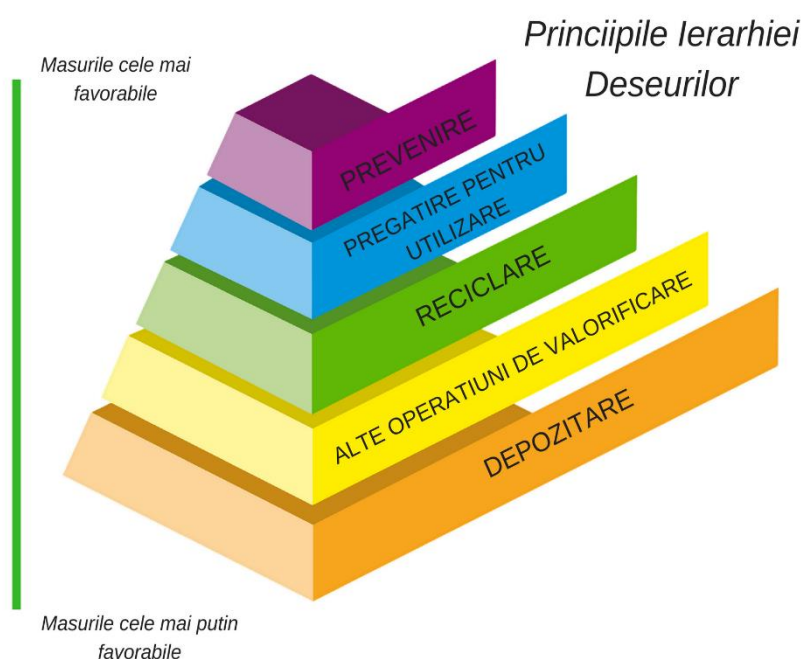 Princiipile Ierarhiei
Deseurilor
Masurile cele mai
favorabile
PREVENIRE
PREGATIRE PENTRU
UTILIZARE
RECICLARE
ALTE OPERATIUNI DE VALORIFICARE
DEPOZITARE
Masurile cele mai putin
favorabile